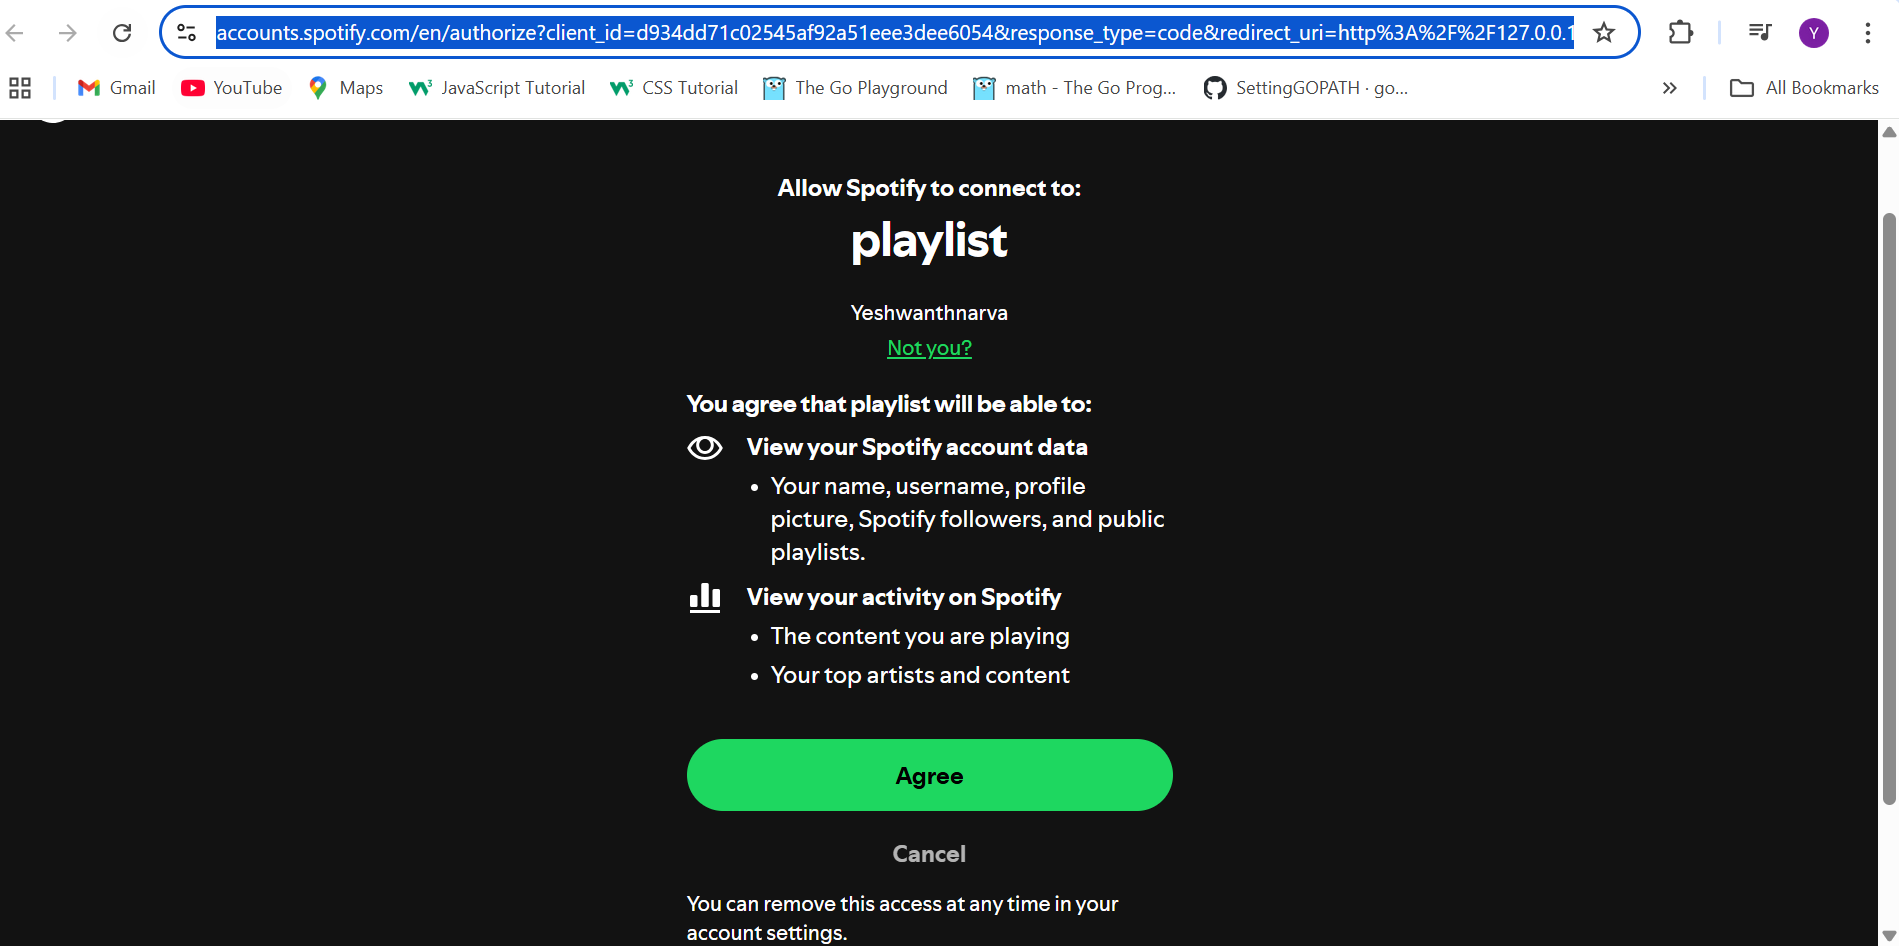 accounts.spotify.com/en/authorize?client_id=d934dd71c02545af92a51eee3dee6054&response_type=code&redirect_uri=http%3A%2F%2F127.0.0.1
Y
Gmail
YouTube
Maps
JavaScript Tutorial
CSS Tutorial
The Go Playground
math - The Go Prog...
SettingGOPATH · go...
All Bookmarks
Allow Spotify to connect to:
playlist
Yeshwanthnarva
Not you?
You agree that playlist will be able to:
View your Spotify account data
• Your name, username, profile
picture, Spotify followers, and public
playlists.
View your activity on Spotify
• The content you are playing
• Your top artists and content
Agree
Cancel
You can remove this access at any time in your
account settings.